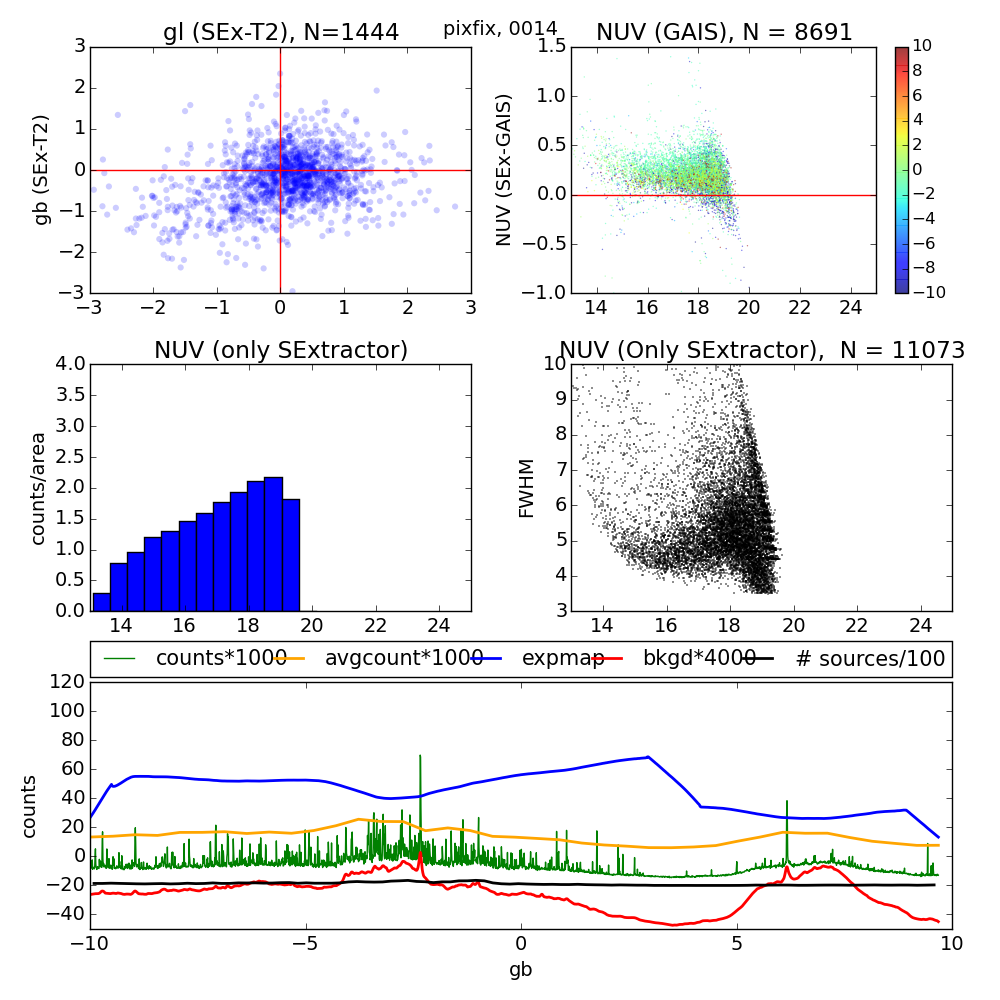 pixfix, 0014
gl (SEx-T2), N=1444
3
2
1
0
−1
−2
−3
gb (SEx-T2)
−3 −2 −1 0 1 2 3
NUV (GAIS), N = 8691
1.5
1.0
0.5
0.0
−0.5
−1.0
NUV (SEx-GAIS)
14 16 18 20 22 24
10
8
6
4
2
0
−2
−4
−6
−8
−10
NUV (only SExtractor)
4.0
3.5
3.0
2.5
2.0
1.5
1.0
0.5
0.0
counts/area
14 16 18 20 22 24
NUV (Only SExtractor), N = 11073
10
9
8
7
6
5
4
3
FWHM
14 16 18 20 22 24
counts*1000 avgcount*1000 expmap bkgd*4000 # sources/100
120
100
80
60
40
20
0
−20
−40
counts
−10 −5 0 5 10
gb